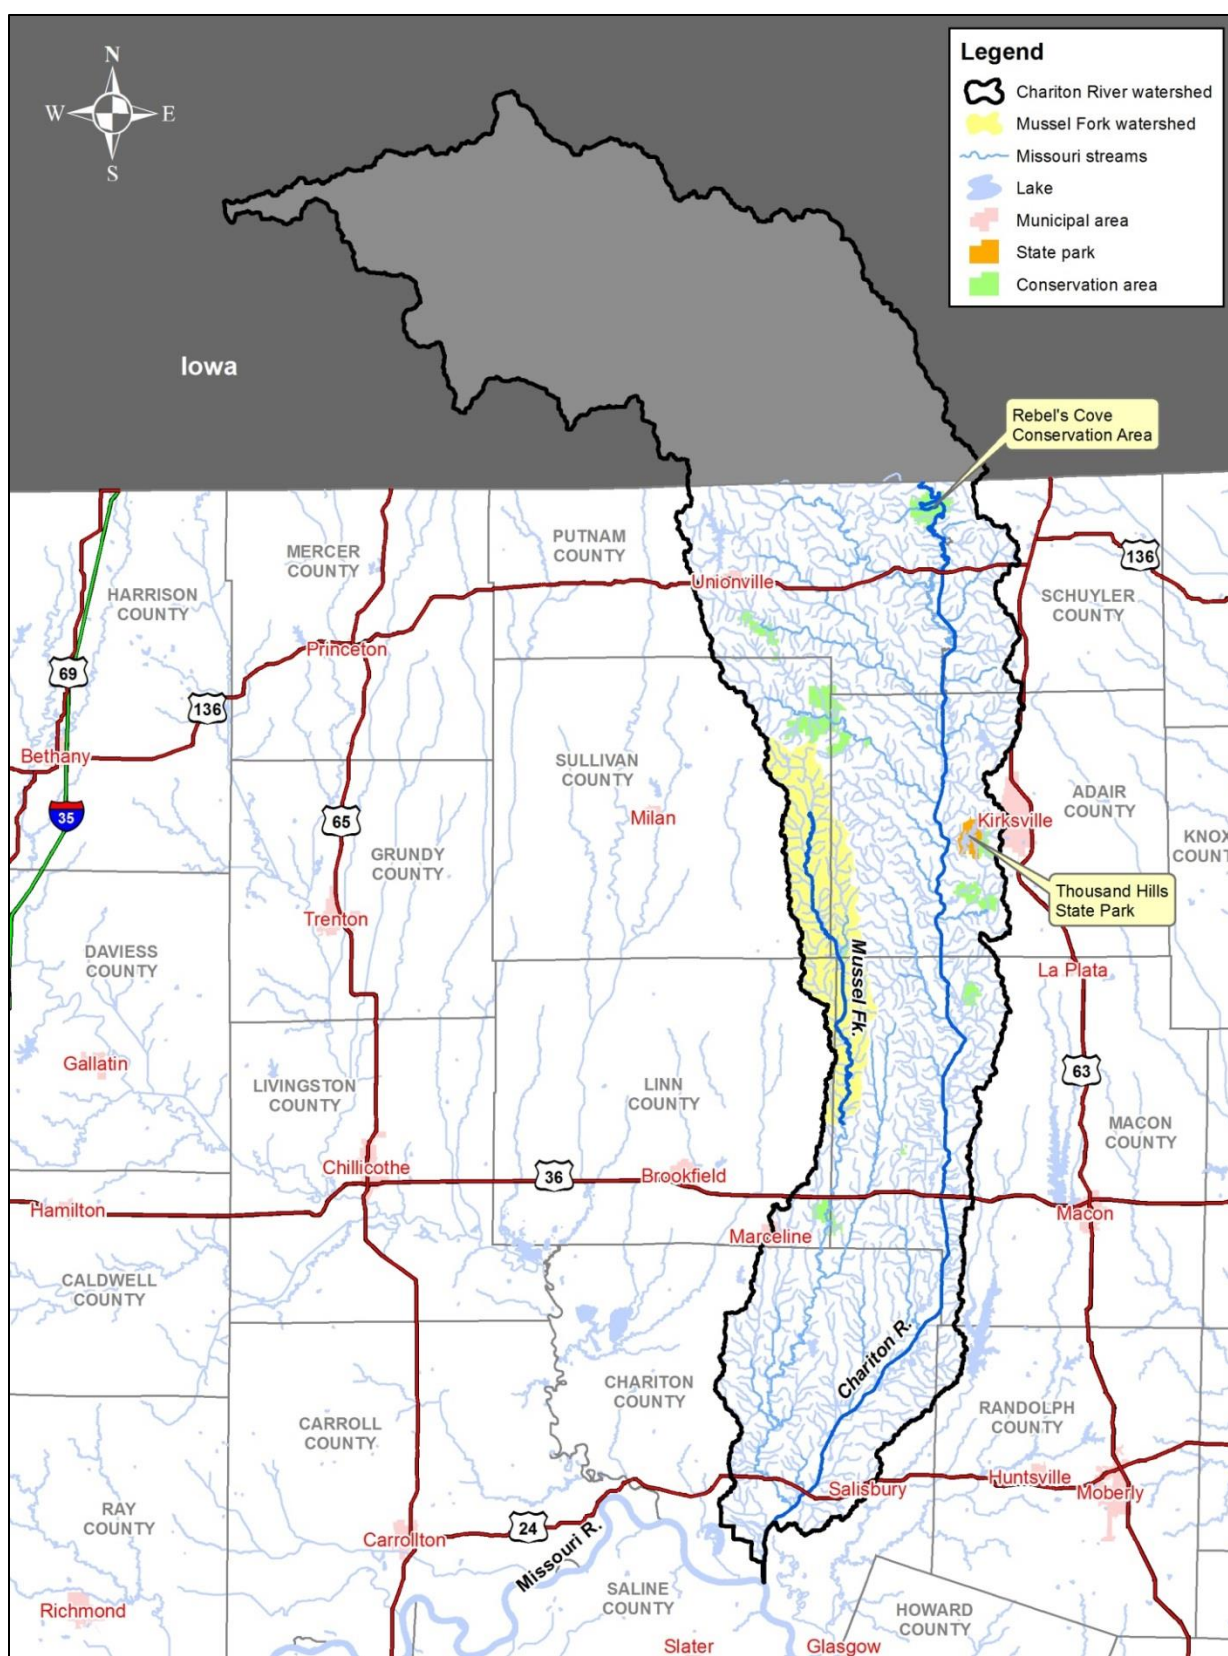 N
W
E
S
Legend
Chariton River watershed
Mussel Fork watershed
Missouri streams
Lake
Municipal area
State park
Conservation area
Iowa
Rebel's Cove
Conservation Area
HARRISON
COUNTY
MERCER
COUNTY
PUTNAM
COUNTY
136
SCHUYLER
COUNTY
Unionville
Princeton
69
136
Bethany
35
65
SULLIVAN
COUNTY
Milan
Kirksville
ADAIR
COUNTY
KNOX
COUNT
GRUNDY
COUNTY
Trenton
Thousand Hills
State Park
DAVIESS
COUNTY
Mussel Fk.
La Plata
Gallatin
LIVINGSTON
COUNTY
LINN
COUNTY
63
MACON
COUNTY
Chillicothe
36
Brookfield
Hamilton
Macon
Marceline
CALDWELL
COUNTY
Chariton R.
CHARITON
COUNTY
CARROLL
COUNTY
RANDOLPH
COUNTY
Salisbury
Huntsville
Moberly
RAY
COUNTY
Carrollton
24
Missouri R.
SALINE
COUNTY
Richmond
HOWARD
COUNTY
Slater
Glasgow